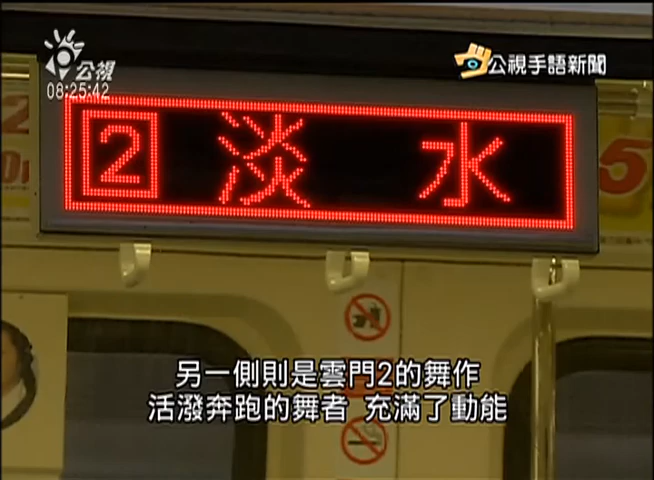 公視
公視手語新聞
08:25:42
2 淡水
5
另一側則是雲門2的舞作
活潑奔跑的舞者 充滿了動能